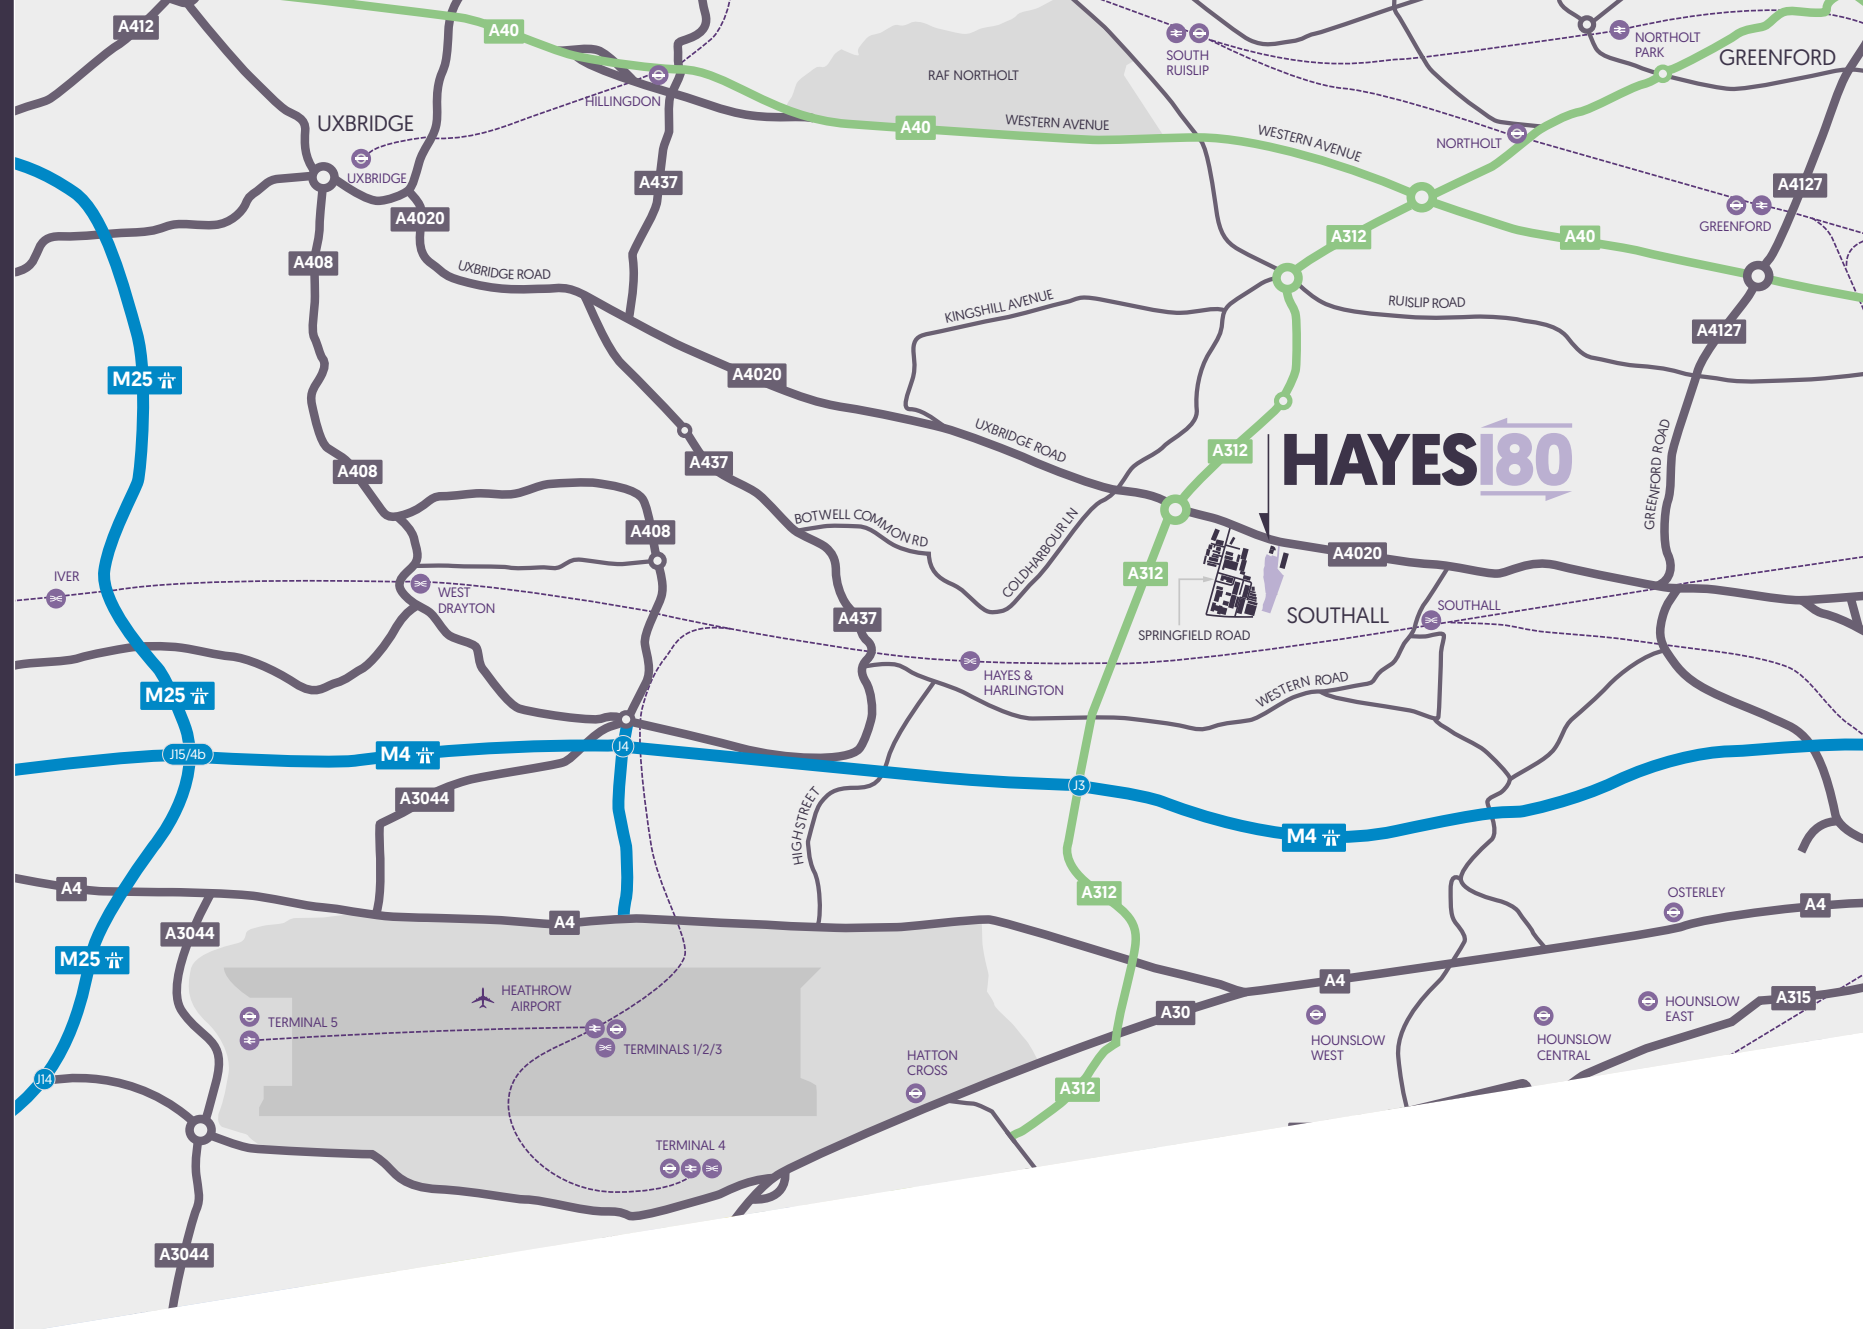 A412
A40
SOUTH
RUISLIP
NORTHOLT
PARK
GREENFORD
RAF NORTHOLT
HILLINGDON
UXBRIDGE
A40
WESTERN AVENUE
WESTERN AVENUE
NORTHOLT
UXBRIDGE
A437
A4127
A4020
GREENFORD
A312
A40
A408
UXBRIDGE ROAD
KINGSHILL AVENUE
RUISLIP ROAD
A4127
M25
A4020
UXBRIDGE ROAD
A312
HAYES180
GREENFORD ROAD
A408
A437
BOTWELL COMMON RD
COLDHARBOUR LN
A408
A4020
A312
IVER
WEST
DRAYTON
A437
SOUTHALL
SOUTHALL
SPRINGFIELD ROAD
HAYES &
HARLINGTON
WESTERN ROAD
M25
J15/4b
M4
J4
J3
A3044
HIGH STREET
M4
A4
A312
OSTERLEY
A4
A4
A3044
M25
A4
HEATHROW
AIRPORT
A30
A315
HOUNSLOW
EAST
TERMINAL 5
TERMINALS 1/2/3
HOUNSLOW
WEST
HOUNSLOW
CENTRAL
HATTON
CROSS
J14
A312
TERMINAL 4
A3044